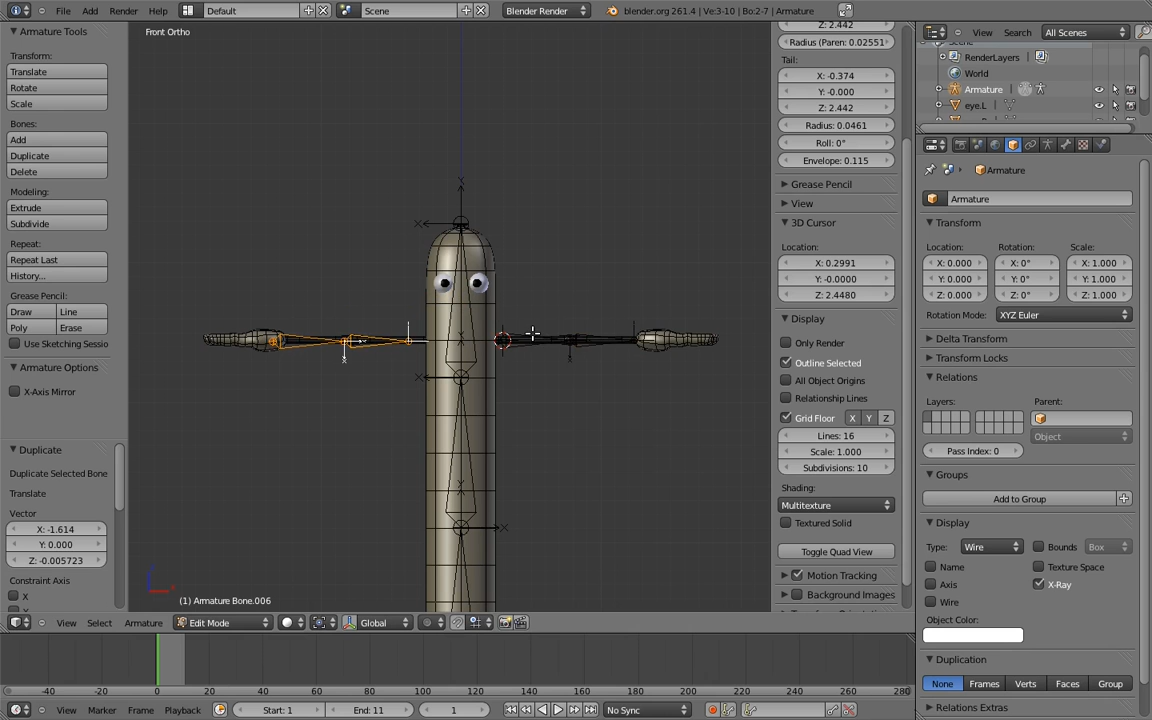 File Add Render Help Default Scene Blender Render blender.org 261.4 | Ve:3-10 | Bo:2-7 | Armature
Armature Tools
Transform:
Translate
Rotate
Scale
Bones:
Add
Duplicate
Delete
Modeling:
Extrude
Subdivide
Repeat:
Repeat Last
History...
Grease Pencil:
Draw Line
Poly Erase
Use Sketching Sessio
Armature Options
X-Axis Mirror
Duplicate
Duplicate Selected Bone
Translate
Vector
X: -1.614
Y: 0.000
Z: -0.005723
Constraint Axis
X
Front Ortho
(1) Armature Bone.006
View Select Armature Edit Mode Global
Z: 2.442
Radius (Paren: 0.02551
Tail:
X: -0.374
Y: -0.000
Z: 2.442
Radius: 0.0461
Roll: 0°
Envelope: 0.115
Grease Pencil
View
3D Cursor
Location:
X: 0.2991
Y: -0.0000
Z: 2.4480
Display
Only Render
Outline Selected
All Object Origins
Relationship Lines
Grid Floor X Y Z
Lines: 16
Scale: 1.000
Subdivisions: 10
Shading:
Multitexture
Textured Solid
Toggle Quad View
Motion Tracking
Background Images
View Search All Scenes
RenderLayers
World
Armature
eye.L
Armature
Armature
Transform
Location: Rotation: Scale:
X: 0.000 X: 0° X: 1.000
Y: 0.000 Y: 0° Y: 1.000
Z: 0.000 Z: 0° Z: 1.000
Rotation Mode: XYZ Euler
Delta Transform
Transform Locks
Relations
Layers: Parent:
Object
Pass Index: 0
Groups
Add to Group
Display
Type: Wire Bounds Box
Name Texture Space
Axis X-Ray
Wire
Object Color:
Duplication
None Frames Verts Faces Group
Relations Extras
-40 -20 0 20 40 60 80 100 120 140 160 180 200 220 240 260 280
View Marker Frame Playback Start: 1 End: 11 1 No Sync